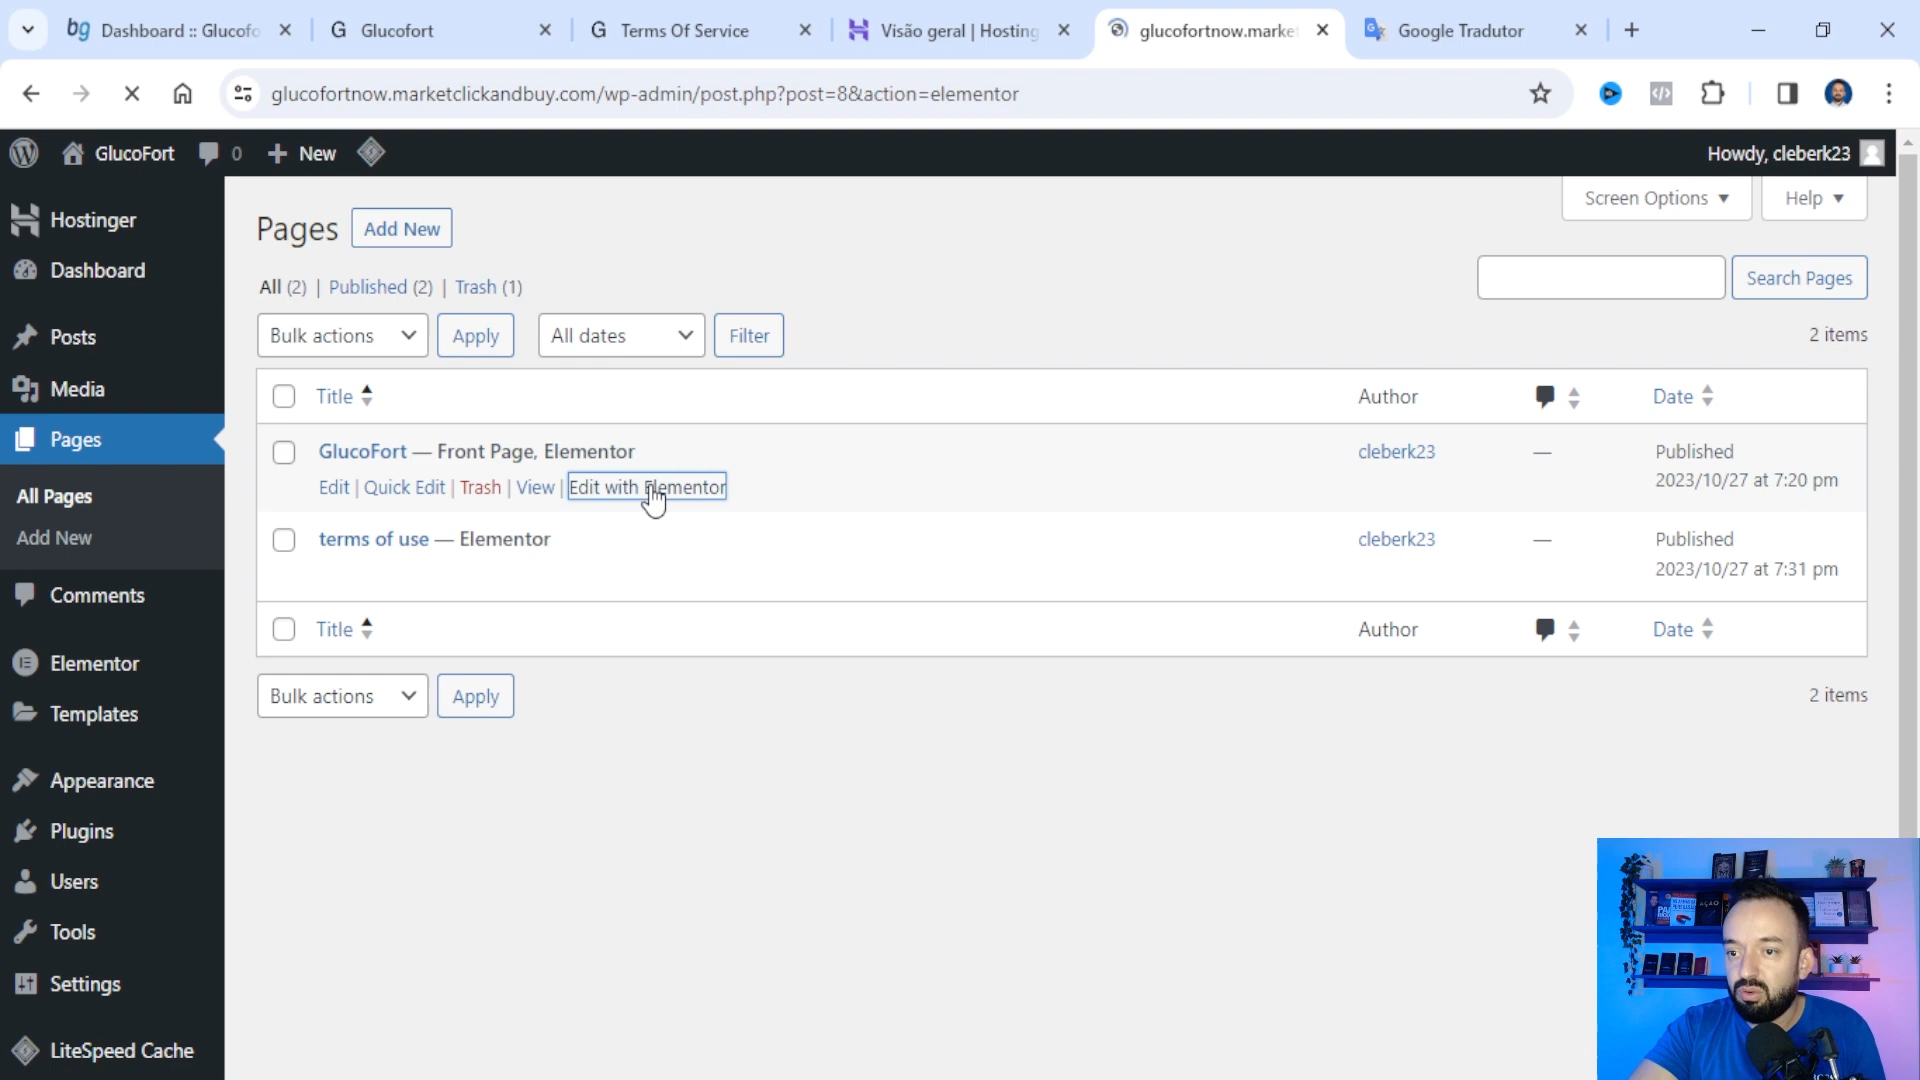 bg Dashboard :: Glucofo
G Glucofort
G Terms Of Service
Visão geral | Hosting
glucofortnow.marke
Google Tradutor
glucofortnow.marketclickandbuy.com/wp-admin/post.php?post=8&action=elementor
GlucoFort
0
+ New
Howdy, cleberk23
Hostinger
Dashboard
Posts
Media
Pages
All Pages
Add New
Comments
Elementor
Templates
Appearance
Plugins
Users
Tools
Settings
LiteSpeed Cache
Screen Options
Help
Pages
Add New
All (2) | Published (2) | Trash (1)
Search Pages
Bulk actions
Apply
All dates
Filter
2 items
Title
Author
Date
GlucoFort — Front Page, Elementor
cleberk23
—
Published
2023/10/27 at 7:20 pm
Edit | Quick Edit | Trash | View | Edit with Elementor
terms of use — Elementor
cleberk23
—
Published
2023/10/27 at 7:31 pm
Title
Author
Date
Bulk actions
Apply
2 items
AÇÃO